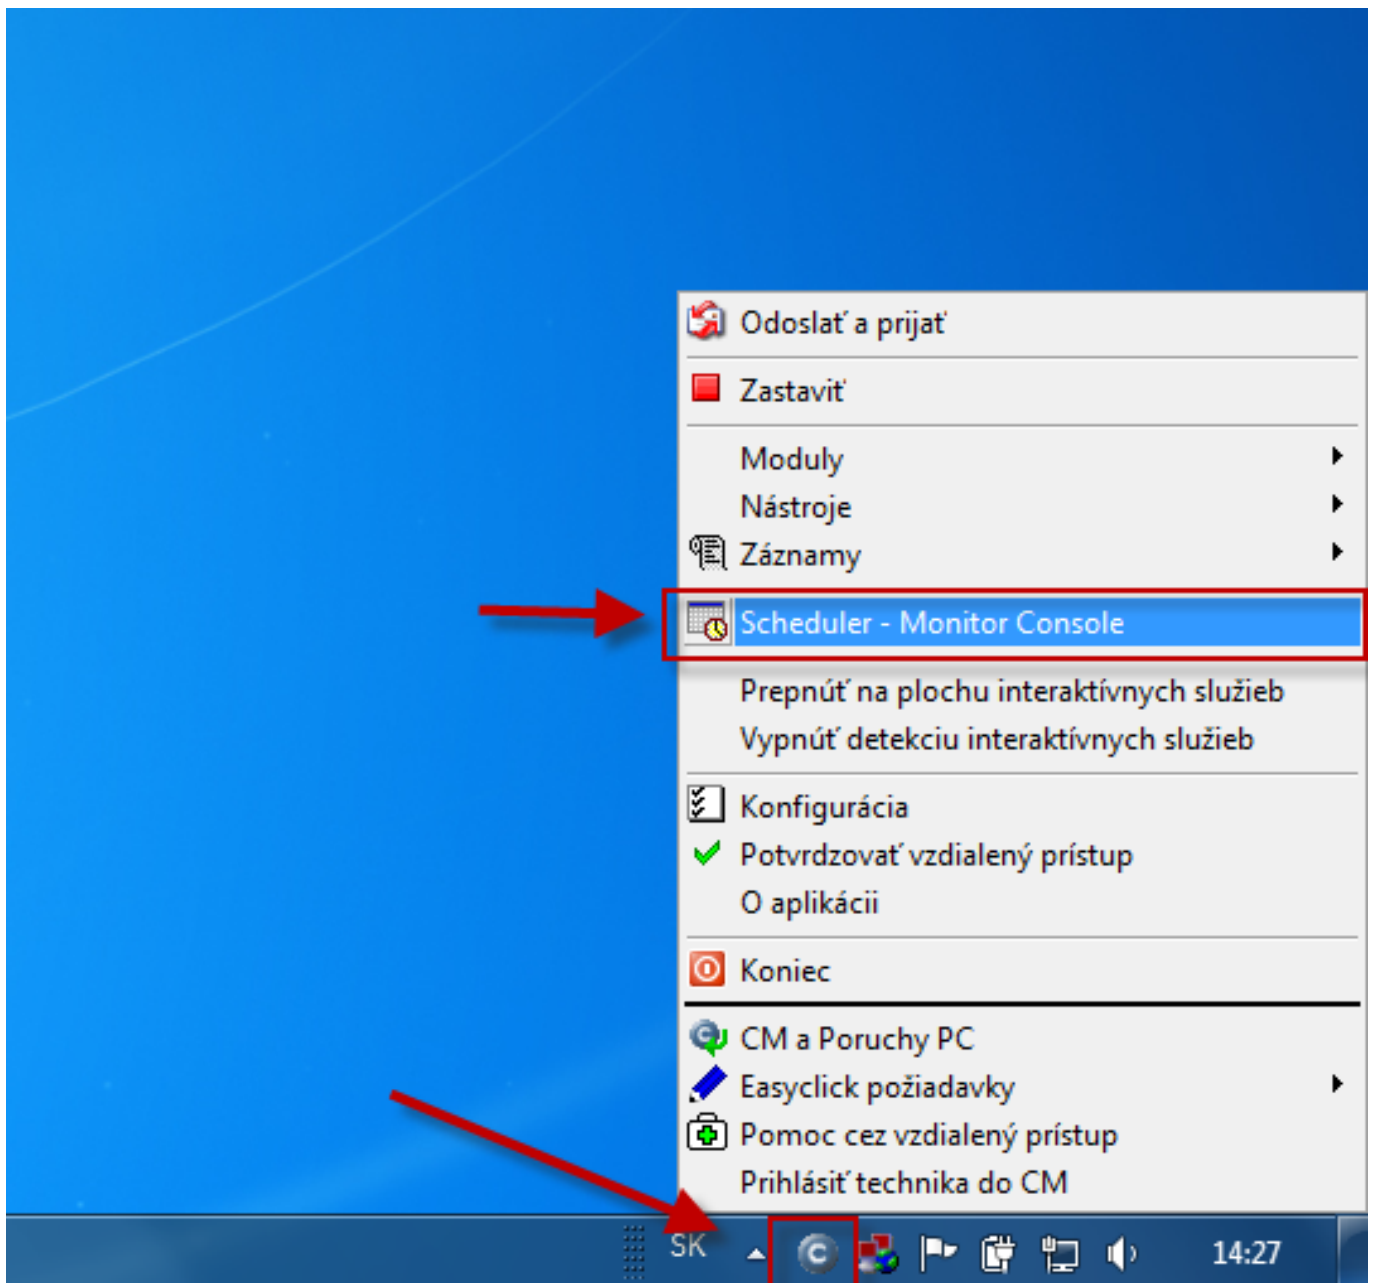 Odoslať a prijať
Zastaviť
Moduly
Nástroje
Záznamy
Scheduler - Monitor Console
Prepnúť na plochu interaktívnych služieb
Vypnúť detekciu interaktívnych služieb
Konfigurácia
Potvrdzovať vzdialený prístup
O aplikácii
Koniec
CM a Poruchy PC
Easyclick požiadavky
Pomoc cez vzdialený prístup
Prihlásiť technika do CM
SK C 14:27